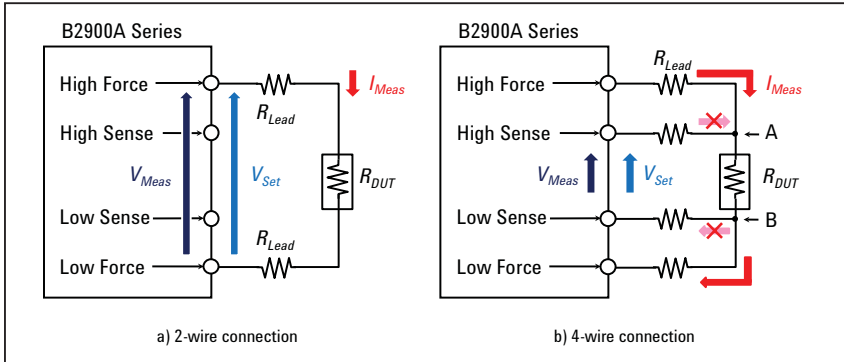 B2900A Series
High Force
High Sense
Low Sense
Low Force
V_Meas
V_Set
R_Lead
R_Lead
I_Meas
R_DUT
a) 2-wire connection
B2900A Series
High Force
High Sense
Low Sense
Low Force
V_Meas
V_Set
R_Lead
I_Meas
A
R_DUT
B
b) 4-wire connection